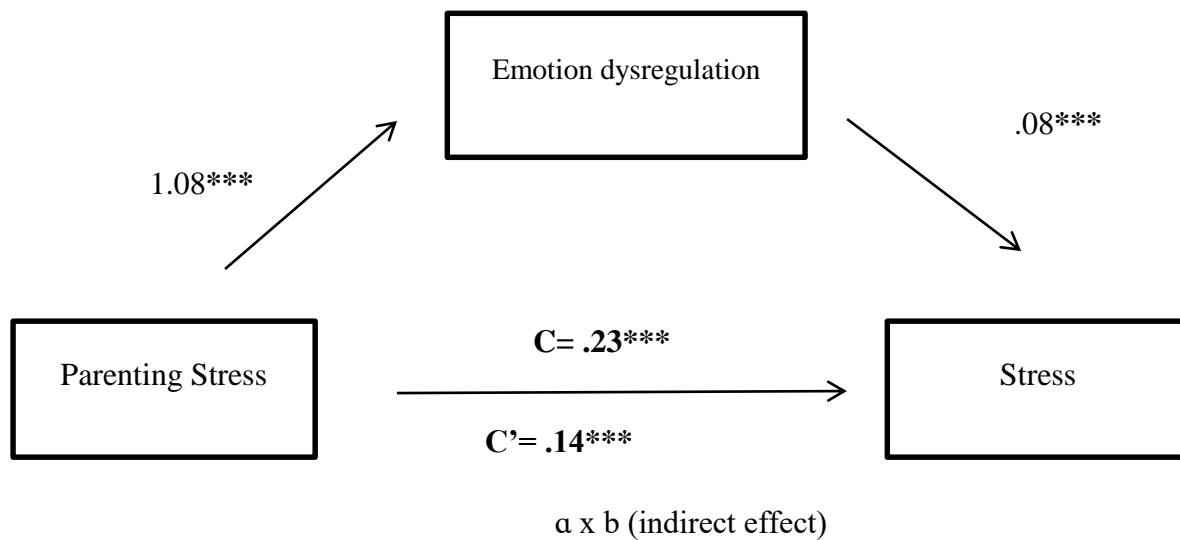 Emotion dysregulation
.08***
1.08***
C= .23***
Parenting Stress
Stress
C’= .14***
ɑ x b (indirect effect)